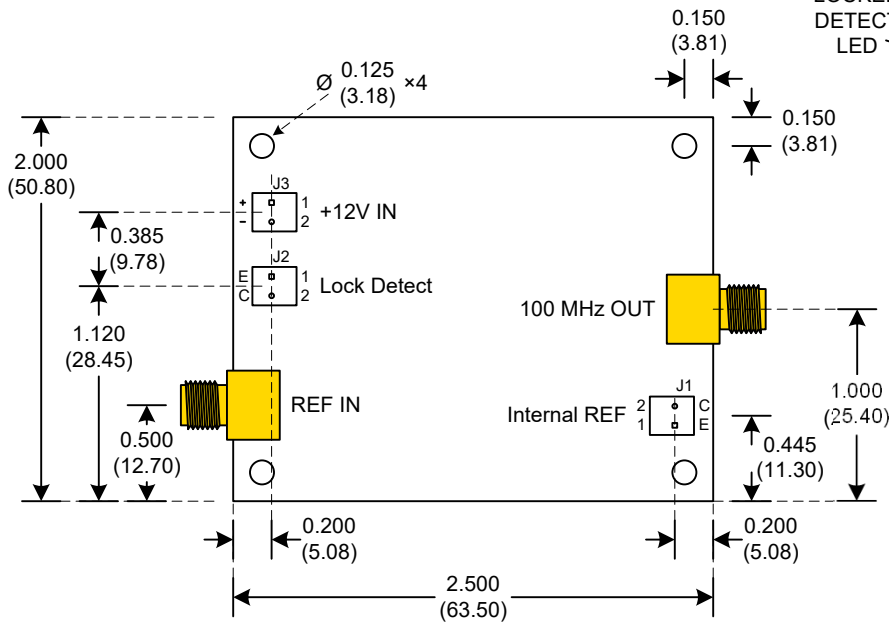 DETECT
LED
0.150
(3.81)
Ø 0.125 ×4
(3.18)
0.150
(3.81)
2.000
(50.80)
J3
+ 1 +12V IN
- 2
0.385
(9.78)
J2
E 1 Lock Detect
C 2
100 MHz OUT
1.120
(28.45)
REF IN
J1
Internal REF 2 C
1 E
1.000
(25.40)
0.500
(12.70)
0.445
(11.30)
0.200
(5.08)
0.200
(5.08)
2.500
(63.50)